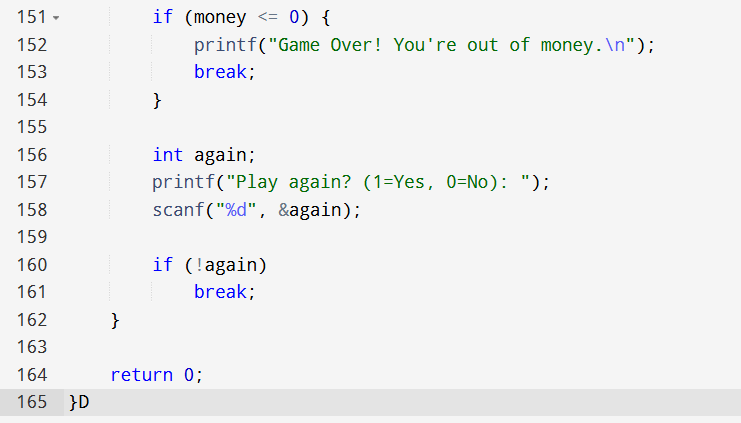 151 if (money <= 0) {
152 printf("Game Over! You're out of money.\n");
153 break;
154 }
155
156 int again;
157 printf("Play again? (1=Yes, 0=No): ");
158 scanf("%d", &again);
159
160 if (!again)
161 break;
162 }
163
164 return 0;
165 }D